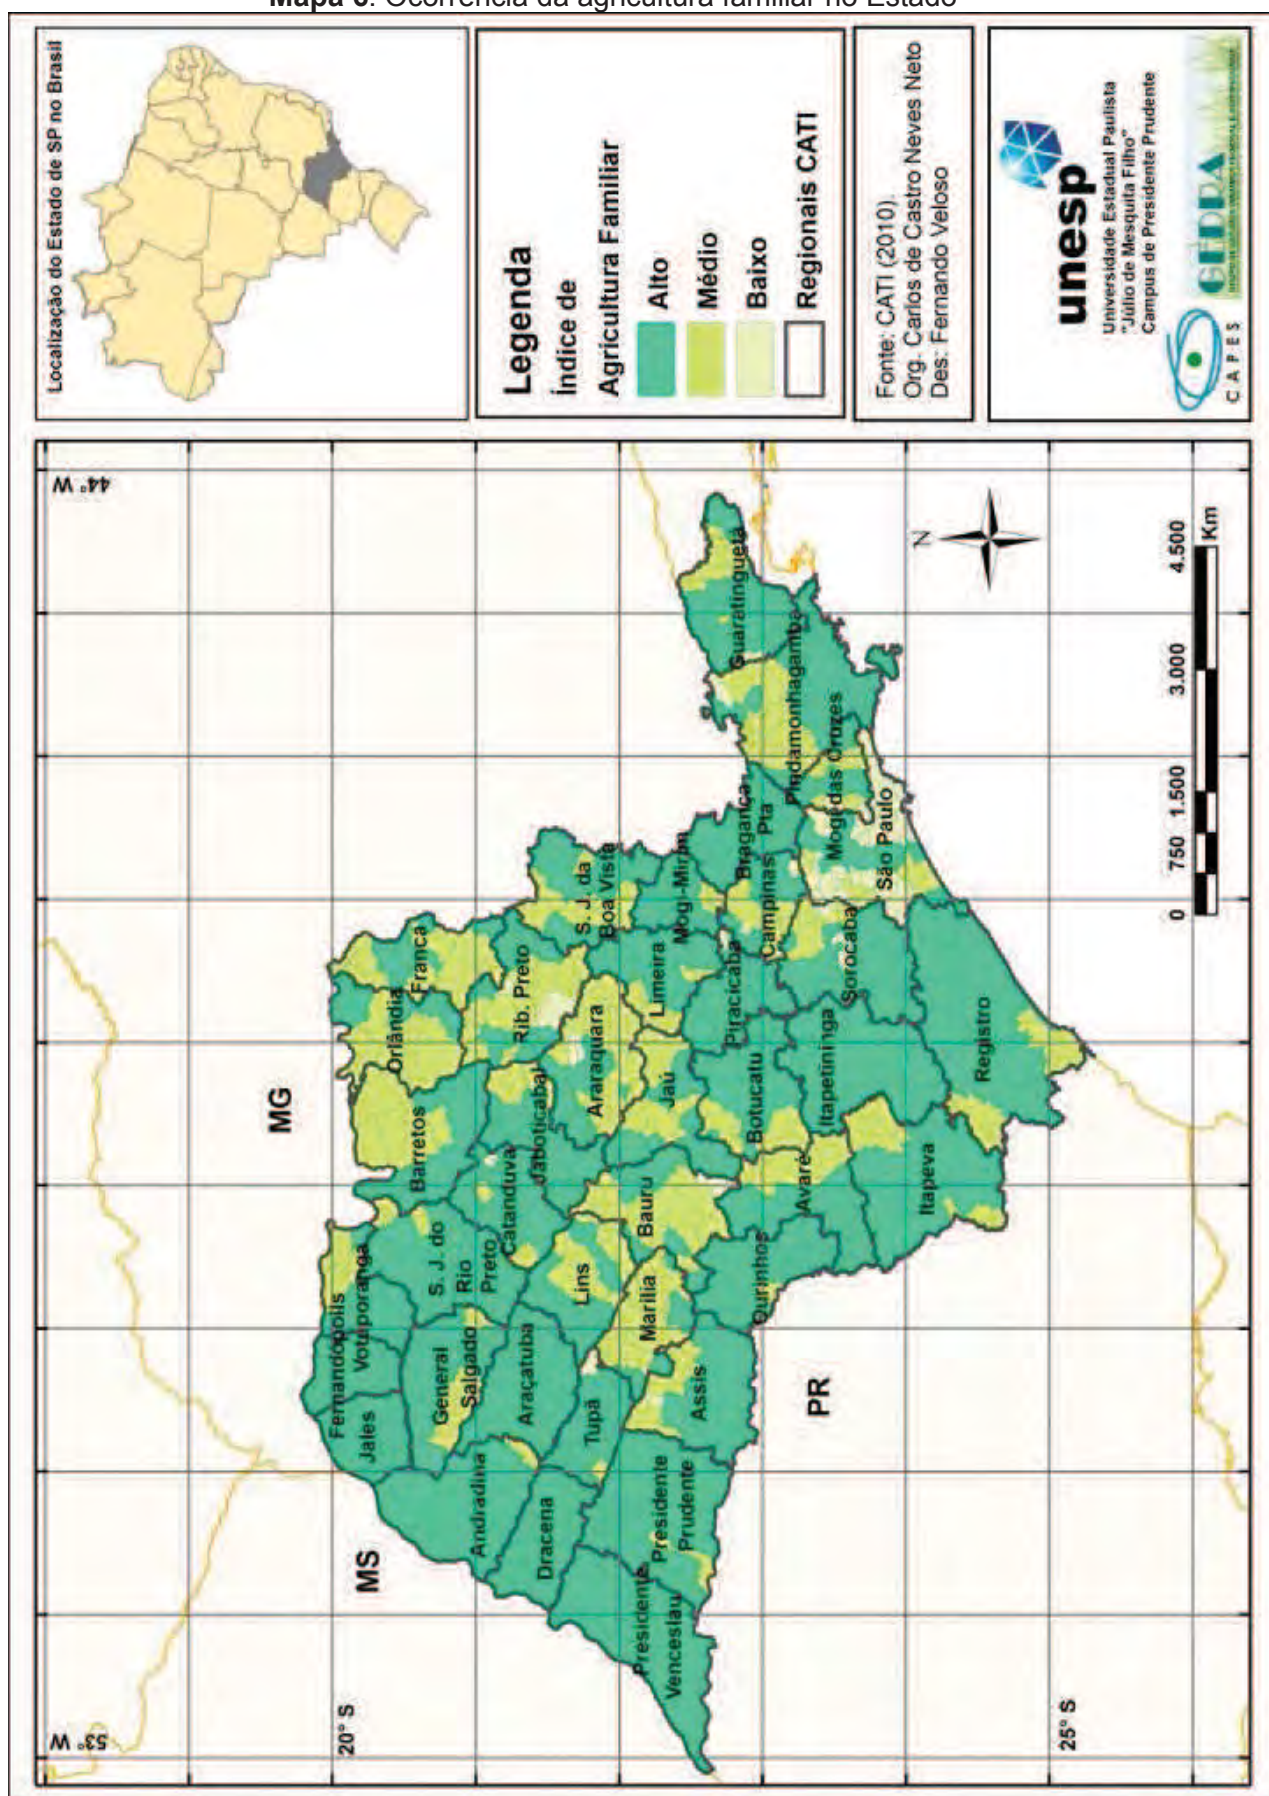 Mapa 6: Ocorrência da agricultura familiar no Estado
Localização do Estado de SP no Brasil
Legenda
Índice de
Agricultura Familiar
Alto
Médio
Baixo
Regionais CATI
Fonte: CATI (2010).
Org. Carlos de Castro Neves Neto
Des: Fernando Veloso
unesp
Universidade Estadual Paulista
"Júlio de Mesquita Filho"
Campus de Presidente Prudente
CAPES
GEDRA
53° W
44° W
20° S
25° S
MS
MG
PR
N
0 750 1.500 3.000 4.500
Km
Fernandópolis
Votuporanga
Jales
General
Salgado
S. J. do
Rio
Preto
Barretos
Orlândia
Franca
Andradina
Araçatuba
Catanduva
Jaboticabal
Rib. Preto
Dracena
Tupã
Lins
Araraquara
S. J. da
Boa Vista
Presidente
Venceslau
Presidente
Prudente
Assis
Marília
Bauru
Jaú
Limeira
Mog-Mirim
Ourinhos
Avaré
Botucatu
Piracicaba
Campinas
Bragança
Pta
Guaratinguetá
Pindamonhagamba
Mogi das Cruzes
São Paulo
Sorocaba
Itapetininga
Itapeva
Registro